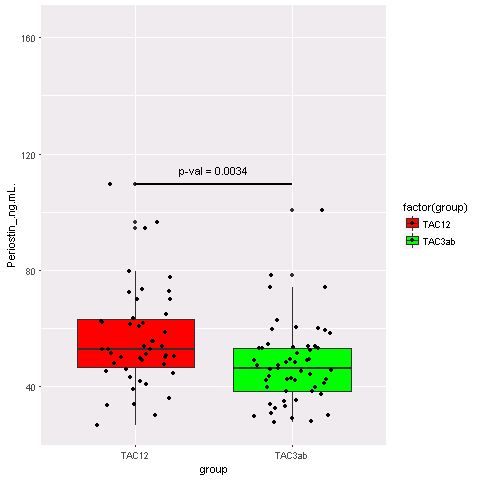 160
120
80
40
Periostin_ng.mL.
p-val = 0.0034
TAC12
TAC3ab
group
factor(group)
TAC12
TAC3ab